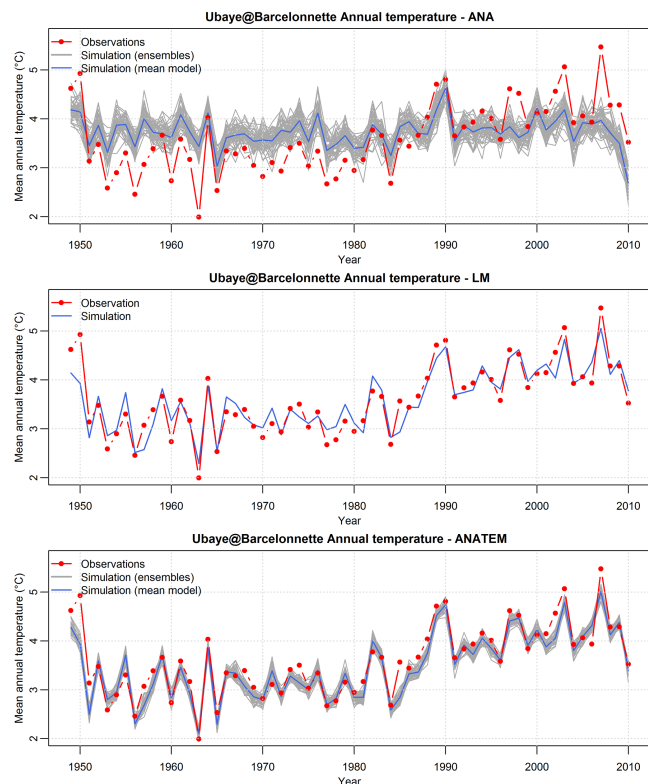 Ubaye@Barcelonnette Annual temperature - ANA
Observations
Simulation (ensembles)
Simulation (mean model)
Mean annual temperature (°C)
5
4
3
2
1950 1960 1970 1980 1990 2000 2010
Year
Ubaye@Barcelonnette Annual temperature - LM
Observation
Simulation
Mean annual temperature (°C)
5
4
3
2
1950 1960 1970 1980 1990 2000 2010
Year
Ubaye@Barcelonnette Annual temperature - ANATEM
Observations
Simulation (ensembles)
Simulation (mean model)
Mean annual temperature (°C)
5
4
3
2
1950 1960 1970 1980 1990 2000 2010
Year